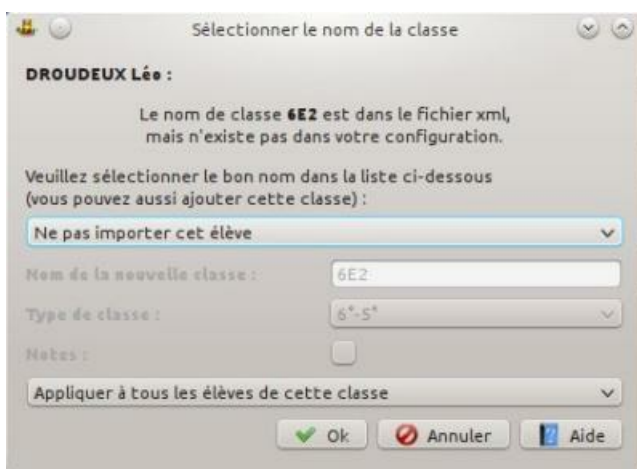 Sélectionner le nom de la classe
DROUDEUX Léo :
Le nom de classe 6E2 est dans le fichier xml,
mais n'existe pas dans votre configuration.
Veuillez sélectionner le bon nom dans la liste ci-dessous
(vous pouvez aussi ajouter cette classe) :
Ne pas importer cet élève
Nom de la nouvelle classe : 6E2
Type de classe : 6°-5°
Notes :
Appliquer à tous les élèves de cette classe
Ok Annuler Aide